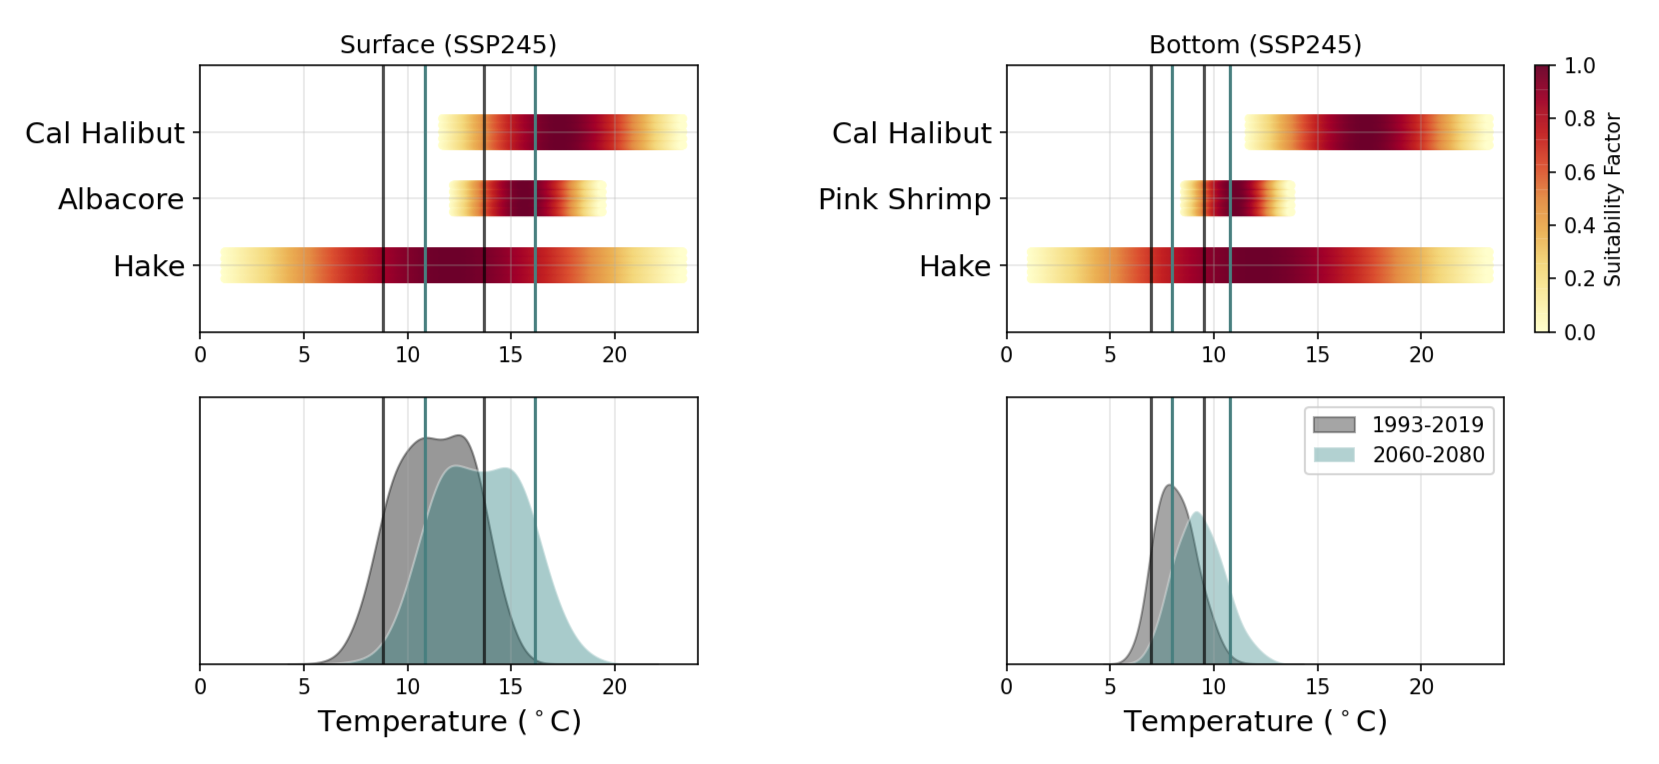 Surface (SSP245)
Cal Halibut
Albacore
Hake
0 5 10 15 20
Bottom (SSP245)
Cal Halibut
Pink Shrimp
Hake
0 5 10 15 20
1.0
0.8
0.6
0.4
0.2
0.0
Suitability Factor
0 5 10 15 20
Temperature (°C)
1993-2019
2060-2080
0 5 10 15 20
Temperature (°C)